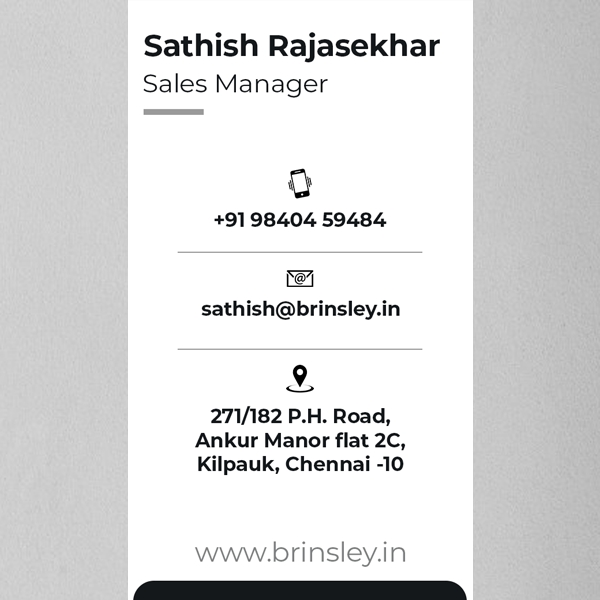 Sathish Rajasekhar
Sales Manager
+91 98404 59484
sathish@brinsley.in
271/182 P.H. Road,
Ankur Manor flat 2C,
Kilpauk, Chennai -10
www.brinsley.in